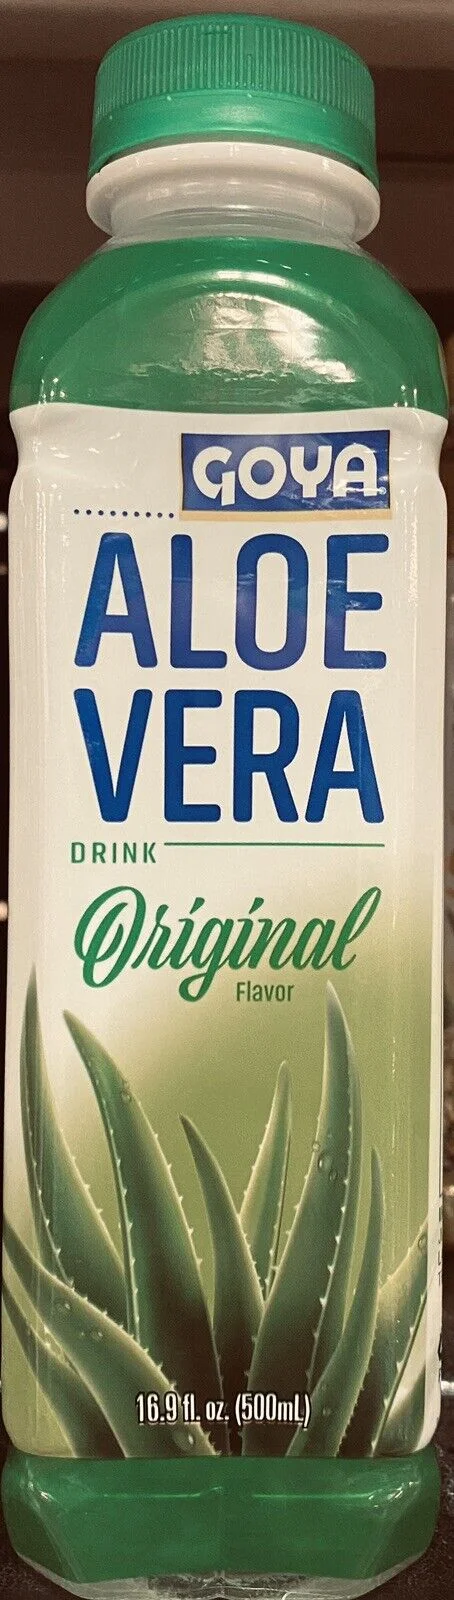 GOYA
ALOE
VERA
DRINK
Original
Flavor
16.9 fl. oz. (500mL)